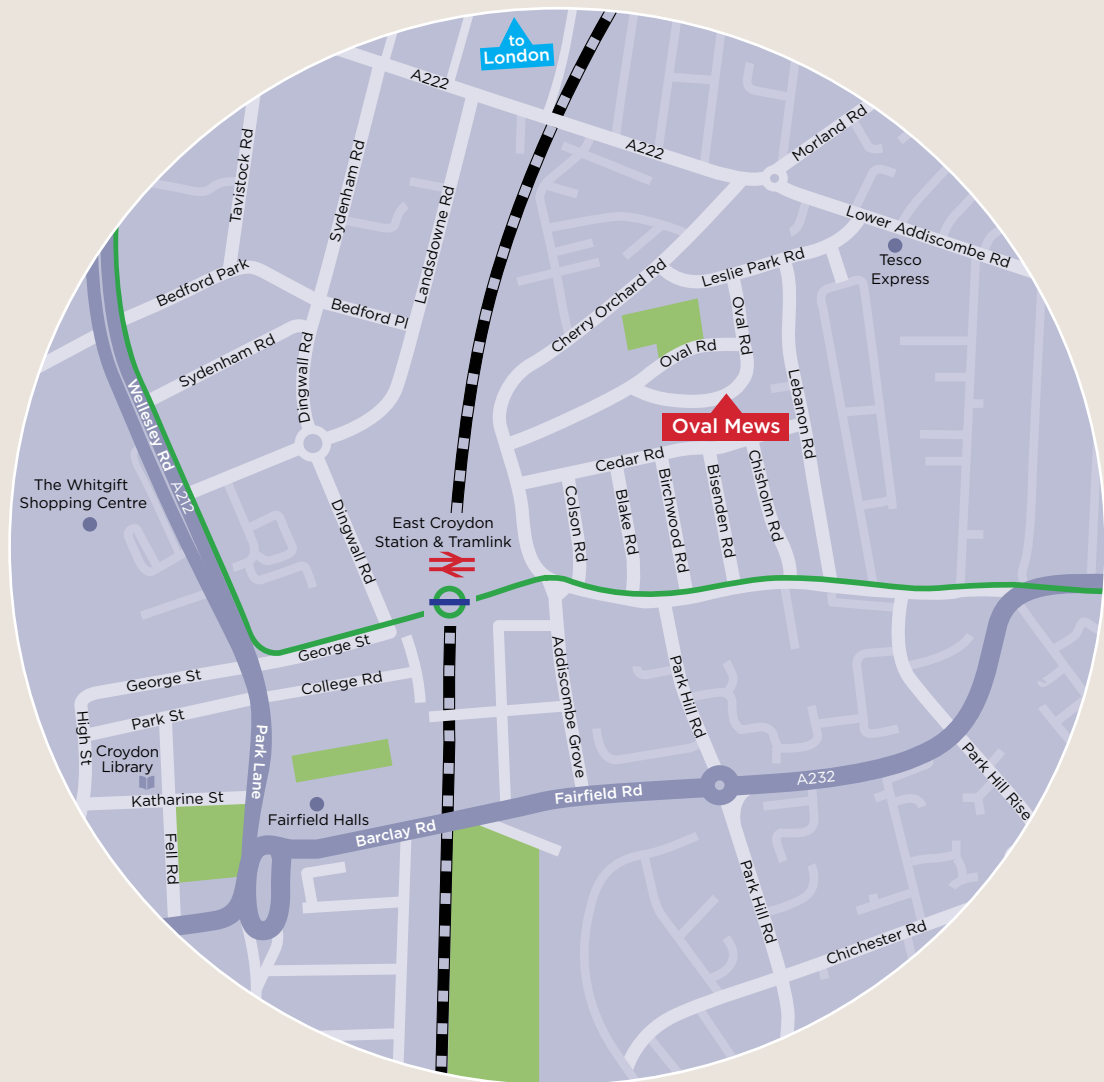 to
London
A222
A222
Morland Rd
Tavistock Rd
Sydenham Rd
Landsdowne Rd
Lower Addiscombe Rd
Tesco
Express
Bedford Park
Bedford Pl
Leslie Park Rd
Cherry Orchard Rd
Oval Rd
Oval Rd
Sydenham Rd
Dingwall Rd
Lebanon Rd
Wellesley Rd
A212
Oval Mews
Cedar Rd
The Whitgift
Shopping Centre
Colson Rd
Blake Rd
Birchwood Rd
Bisenden Rd
Chisholm Rd
East Croydon
Station & Tramlink
Dingwall Rd
George St
George St
College Rd
Park St
High St
Croydon
Library
Park Lane
Addiscombe Grove
Park Hill Rd
Katharine St
Fairfield Halls
Fell Rd
Barclay Rd
Fairfield Rd
A232
Park Hill Rise
Park Hill Rd
Chichester Rd